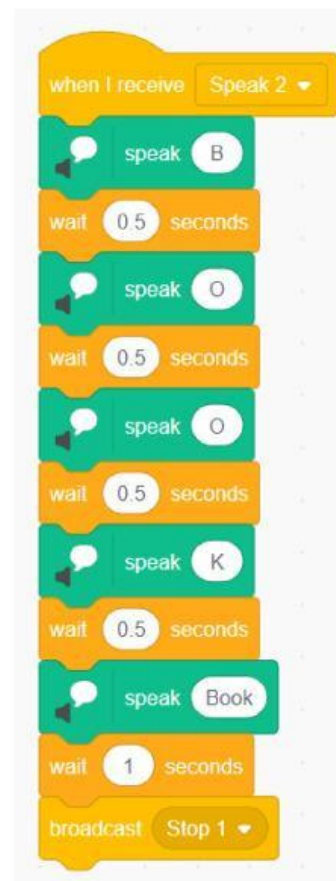 when I receive Speak 2
speak B
wait 0.5 seconds
speak O
wait 0.5 seconds
speak O
wait 0.5 seconds
speak K
wait 0.5 seconds
speak Book
wait 1 seconds
broadcast Stop 1